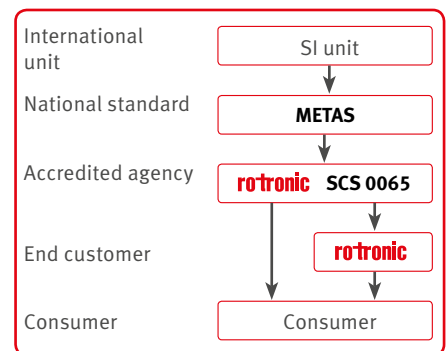 International
unit
SI unit
National standard
METAS
Accredited agency
rotronic SCS 0065
End customer
rotronic
Consumer
Consumer